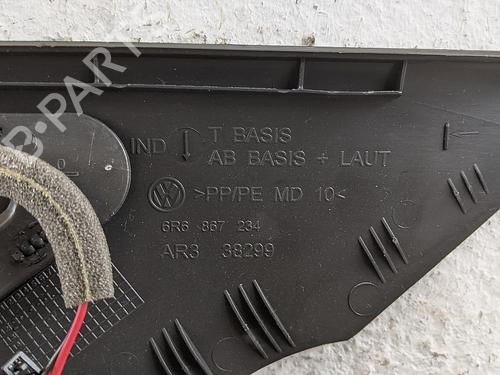 B-PARTS
IND T BASIS
AB BASIS + LAUT
>PP/PE MD 10<
6R6 867 234
AR3 38299